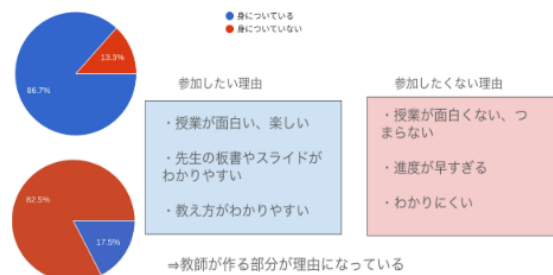 身についている
身についていない
13.3%
86.7%
参加したい理由
・授業が面白い、楽しい
・先生の板書やスライドが
わかりやすい
・教え方がわかりやすい
参加したくない理由
・授業が面白くない、つ
まらない
・進度が早すぎる
・わかりにくい
82.5%
17.5%
⇒教師が作る部分が理由になっている